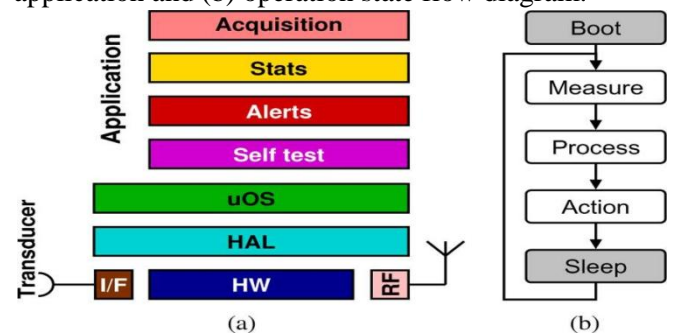 application and (b) operation state flow diagram.
Acquisition
Stats
Alerts
Self test
Application
uOS
HAL
Transducer
I/F
HW
RF
(a)
Boot
Measure
Process
Action
Sleep
(b)